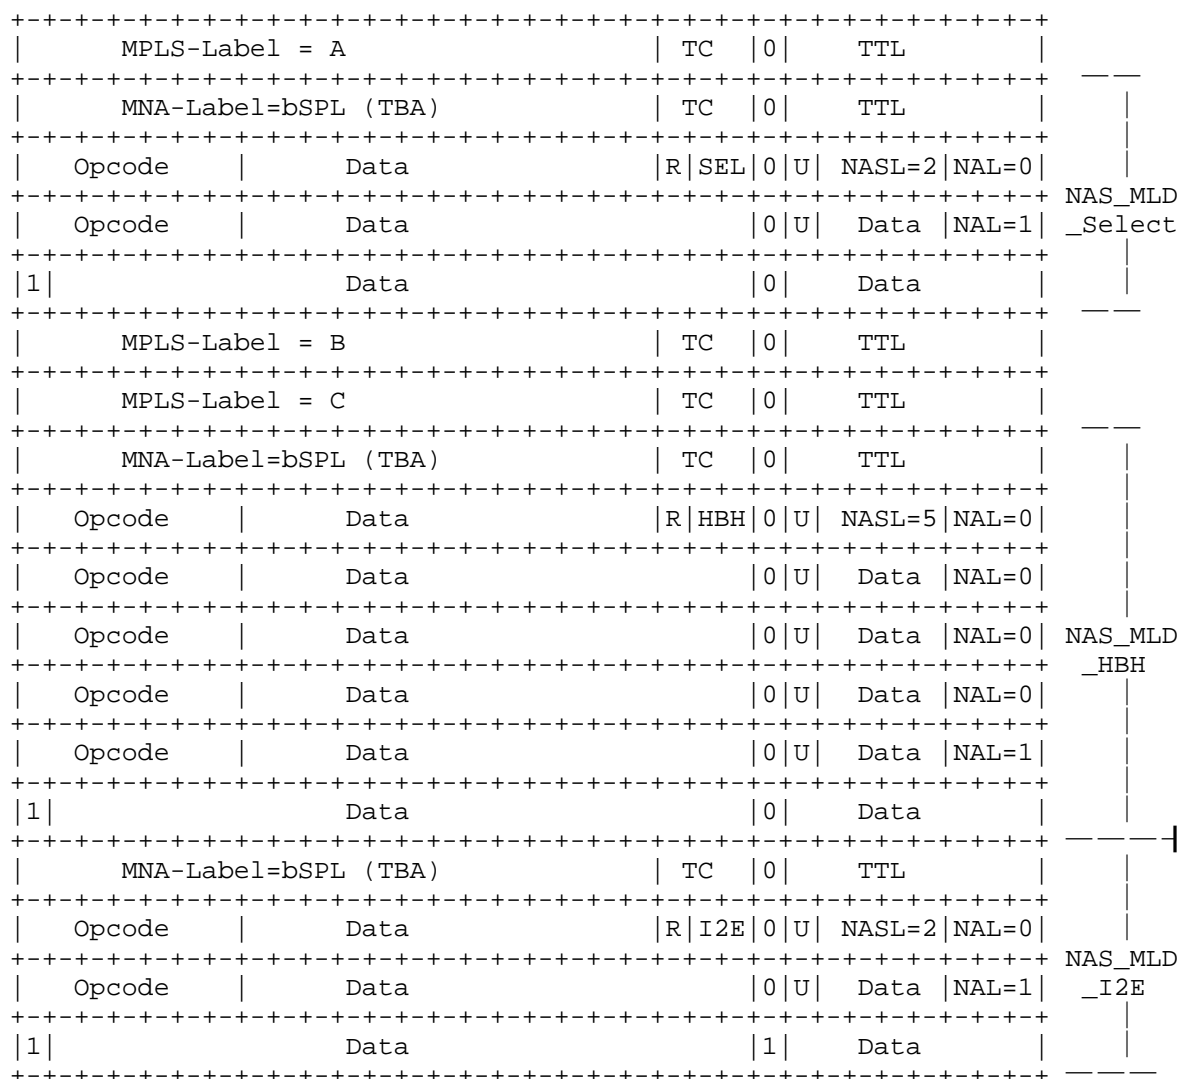 +-+-+-+-+-+-+-+-+-+-+-+-+-+-+-+-+-+-+-+-+-+-+-+-+-+-+-+-+-+-+-+-+
|      MPLS-Label = A                   | TC  |0|    TTL        |
+-+-+-+-+-+-+-+-+-+-+-+-+-+-+-+-+-+-+-+-+-+-+-+-+-+-+-+-+-+-+-+-+
|      MNA-Label=bSPL (TBA)             | TC  |0|    TTL        |
+-+-+-+-+-+-+-+-+-+-+-+-+-+-+-+-+-+-+-+-+-+-+-+-+-+-+-+-+-+-+-+-+
|   Opcode    |      Data               |R|SEL|0|U| NASL=2|NAL=0|
+-+-+-+-+-+-+-+-+-+-+-+-+-+-+-+-+-+-+-+-+-+-+-+-+-+-+-+-+-+-+-+-+ NAS_MLD
|   Opcode    |      Data                     |0|U|  Data |NAL=1| _Select
+-+-+-+-+-+-+-+-+-+-+-+-+-+-+-+-+-+-+-+-+-+-+-+-+-+-+-+-+-+-+-+-+
|1|                  Data                     |0|    Data       |
+-+-+-+-+-+-+-+-+-+-+-+-+-+-+-+-+-+-+-+-+-+-+-+-+-+-+-+-+-+-+-+-+
|      MPLS-Label = B                   | TC  |0|    TTL        |
+-+-+-+-+-+-+-+-+-+-+-+-+-+-+-+-+-+-+-+-+-+-+-+-+-+-+-+-+-+-+-+-+
|      MPLS-Label = C                   | TC  |0|    TTL        |
+-+-+-+-+-+-+-+-+-+-+-+-+-+-+-+-+-+-+-+-+-+-+-+-+-+-+-+-+-+-+-+-+
|      MNA-Label=bSPL (TBA)             | TC  |0|    TTL        |
+-+-+-+-+-+-+-+-+-+-+-+-+-+-+-+-+-+-+-+-+-+-+-+-+-+-+-+-+-+-+-+-+
|   Opcode    |      Data               |R|HBH|0|U| NASL=5|NAL=0|
+-+-+-+-+-+-+-+-+-+-+-+-+-+-+-+-+-+-+-+-+-+-+-+-+-+-+-+-+-+-+-+-+
|   Opcode    |      Data                     |0|U|  Data |NAL=0|
+-+-+-+-+-+-+-+-+-+-+-+-+-+-+-+-+-+-+-+-+-+-+-+-+-+-+-+-+-+-+-+-+
|   Opcode    |      Data                     |0|U|  Data |NAL=0| NAS_MLD
+-+-+-+-+-+-+-+-+-+-+-+-+-+-+-+-+-+-+-+-+-+-+-+-+-+-+-+-+-+-+-+-+ _HBH
|   Opcode    |      Data                     |0|U|  Data |NAL=0|
+-+-+-+-+-+-+-+-+-+-+-+-+-+-+-+-+-+-+-+-+-+-+-+-+-+-+-+-+-+-+-+-+
|   Opcode    |      Data                     |0|U|  Data |NAL=1|
+-+-+-+-+-+-+-+-+-+-+-+-+-+-+-+-+-+-+-+-+-+-+-+-+-+-+-+-+-+-+-+-+
|1|                  Data                     |0|    Data       |
+-+-+-+-+-+-+-+-+-+-+-+-+-+-+-+-+-+-+-+-+-+-+-+-+-+-+-+-+-+-+-+-+
|      MNA-Label=bSPL (TBA)             | TC  |0|    TTL        |
+-+-+-+-+-+-+-+-+-+-+-+-+-+-+-+-+-+-+-+-+-+-+-+-+-+-+-+-+-+-+-+-+
|   Opcode    |      Data               |R|I2E|0|U| NASL=2|NAL=0|
+-+-+-+-+-+-+-+-+-+-+-+-+-+-+-+-+-+-+-+-+-+-+-+-+-+-+-+-+-+-+-+-+ NAS_MLD
|   Opcode    |      Data                     |0|U|  Data |NAL=1| _I2E
+-+-+-+-+-+-+-+-+-+-+-+-+-+-+-+-+-+-+-+-+-+-+-+-+-+-+-+-+-+-+-+-+
|1|                  Data                     |1|    Data       |
+-+-+-+-+-+-+-+-+-+-+-+-+-+-+-+-+-+-+-+-+-+-+-+-+-+-+-+-+-+-+-+-+